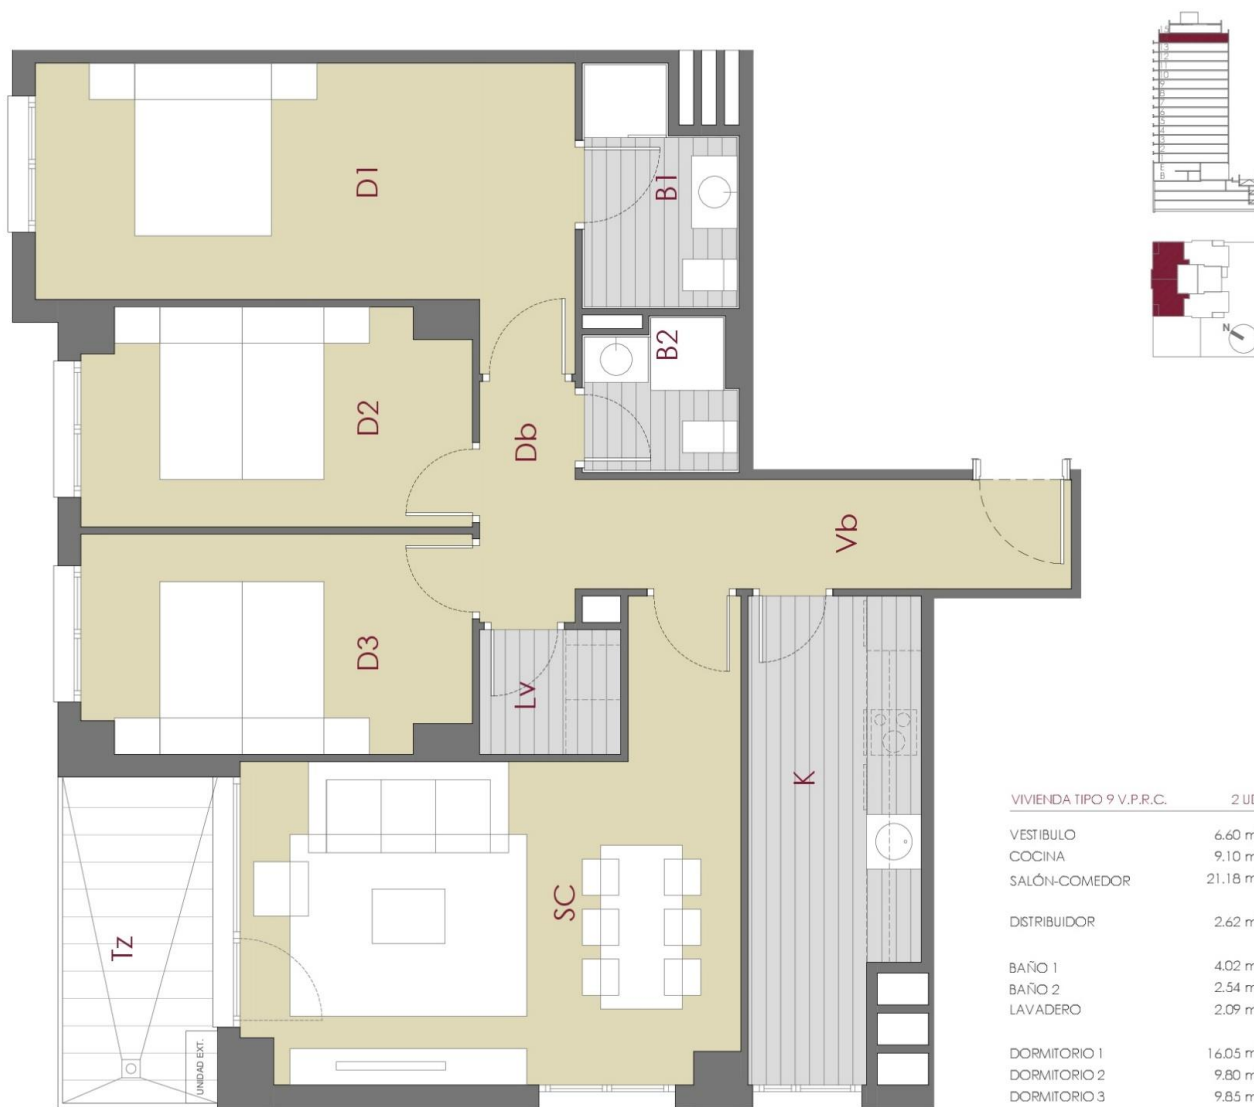 D1
B1
D2
B2
Db
Vb
D3
Lv
K
SC
Tz
UNIDAD EXT.
N
VIVIENDA TIPO 9 V.P.R.C. 2 U
VESTIBULO 6.60 m
COCINA 9.10 m
SALÓN-COMEDOR 21.18 m
DISTRIBUIDOR 2.62 m
BAÑO 1 4.02 m
BAÑO 2 2.54 m
LAVADERO 2.09 m
DORMITORIO 1 16.05 m
DORMITORIO 2 9.80 m
DORMITORIO 3 9.85 m